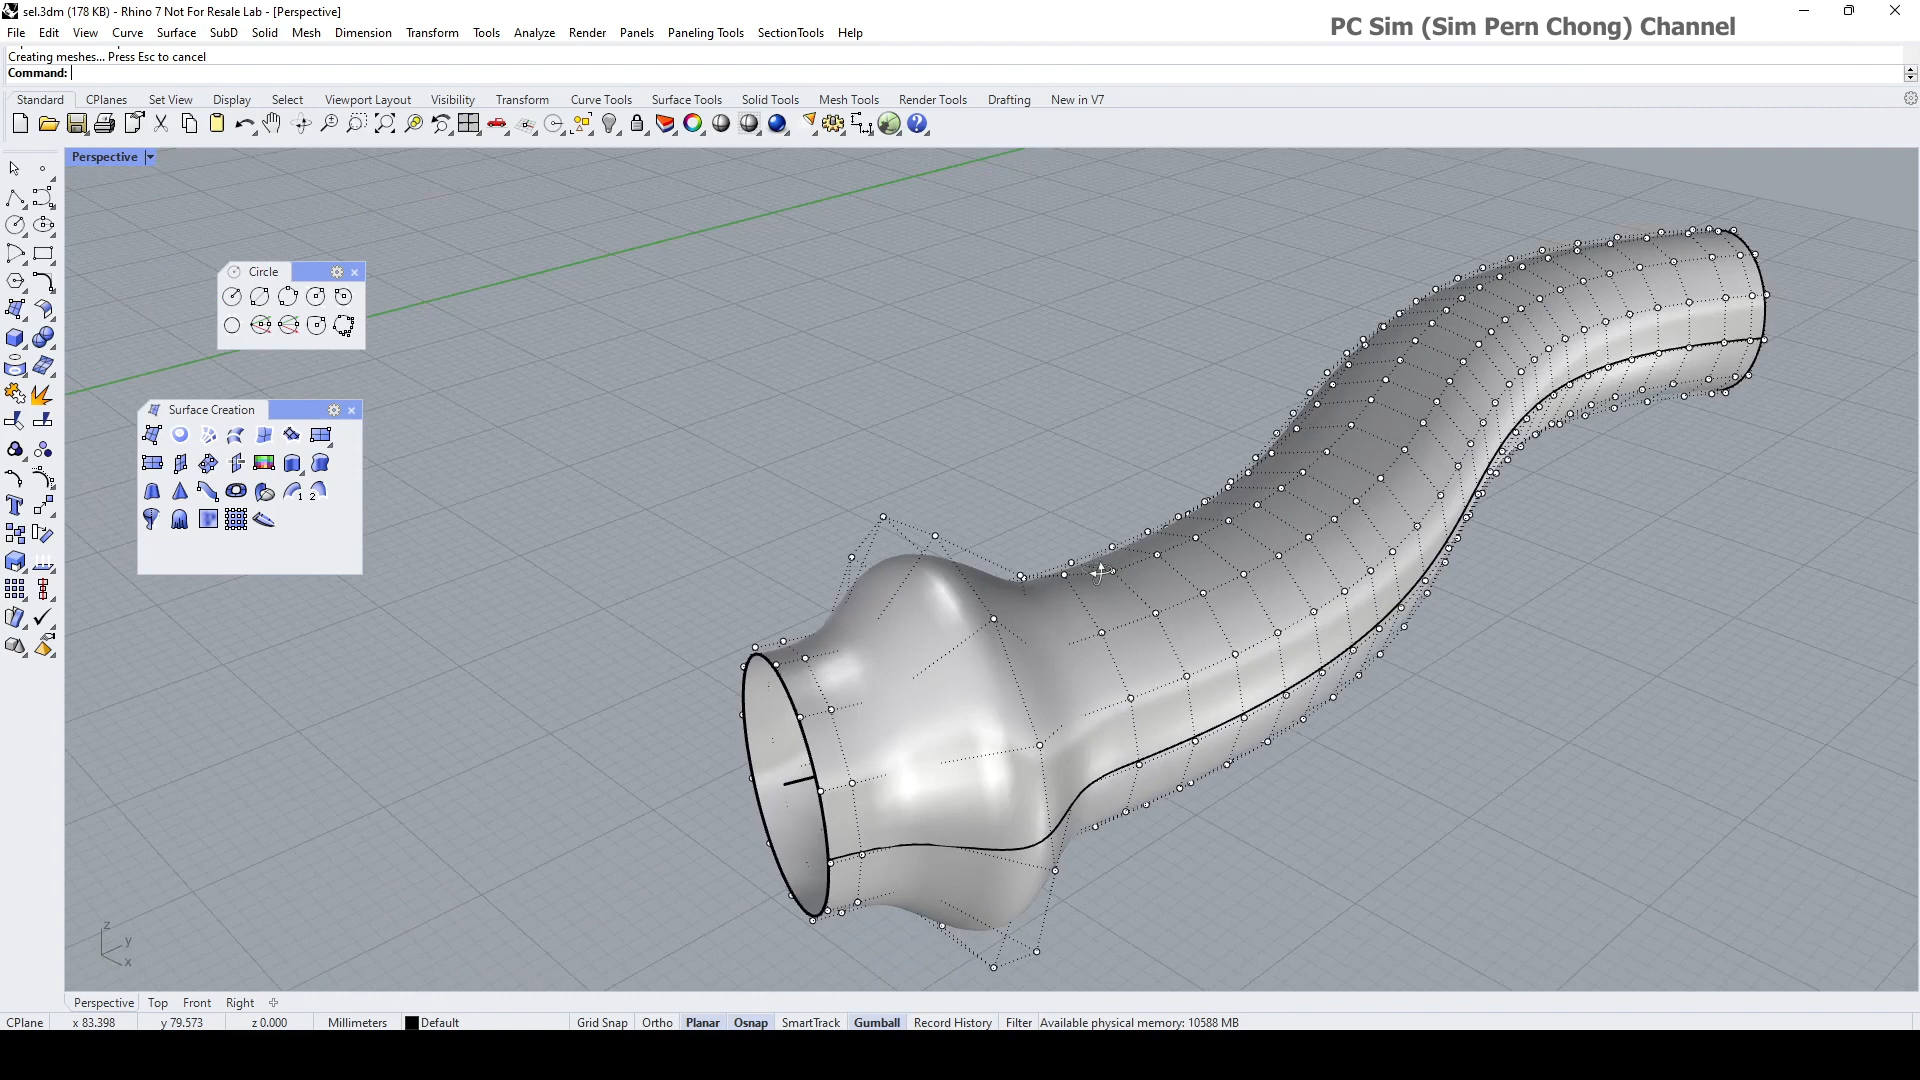 sel.3dm (178 KB) - Rhino 7 Not For Resale Lab - [Perspective]
PC Sim (Sim Pern Chong) Channel
File Edit View Curve Surface SubD Solid Mesh Dimension Transform Tools Analyze Render Panels Paneling Tools SectionTools Help
Creating meshes... Press Esc to cancel
Command:
Standard CPlanes Set View Display Select Viewport Layout Visibility Transform Curve Tools Surface Tools Solid Tools Mesh Tools Render Tools Drafting New in V7
Perspective
Circle
Surface Creation
1 2
z
y
x
Perspective Top Front Right
CPlane x 83.398 y 79.573 z 0.000 Millimeters Default Grid Snap Ortho Planar Osnap SmartTrack Gumball Record History Filter Available physical memory: 10588 MB